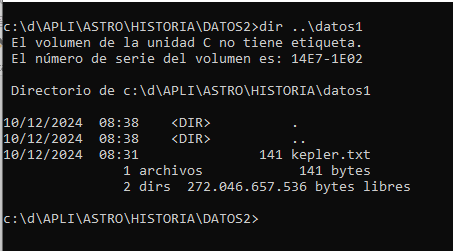 c:\d\APLI\ASTRO\HISTORIA\DATOS2>dir ..\datos1
 El volumen de la unidad C no tiene etiqueta.
 El número de serie del volumen es: 14E7-1E02

 Directorio de c:\d\APLI\ASTRO\HISTORIA\datos1

10/12/2024  08:38    <DIR>          .
10/12/2024  08:38    <DIR>          ..
10/12/2024  08:31               141 kepler.txt
               1 archivos            141 bytes
               2 dirs  272.046.657.536 bytes libres

c:\d\APLI\ASTRO\HISTORIA\DATOS2>